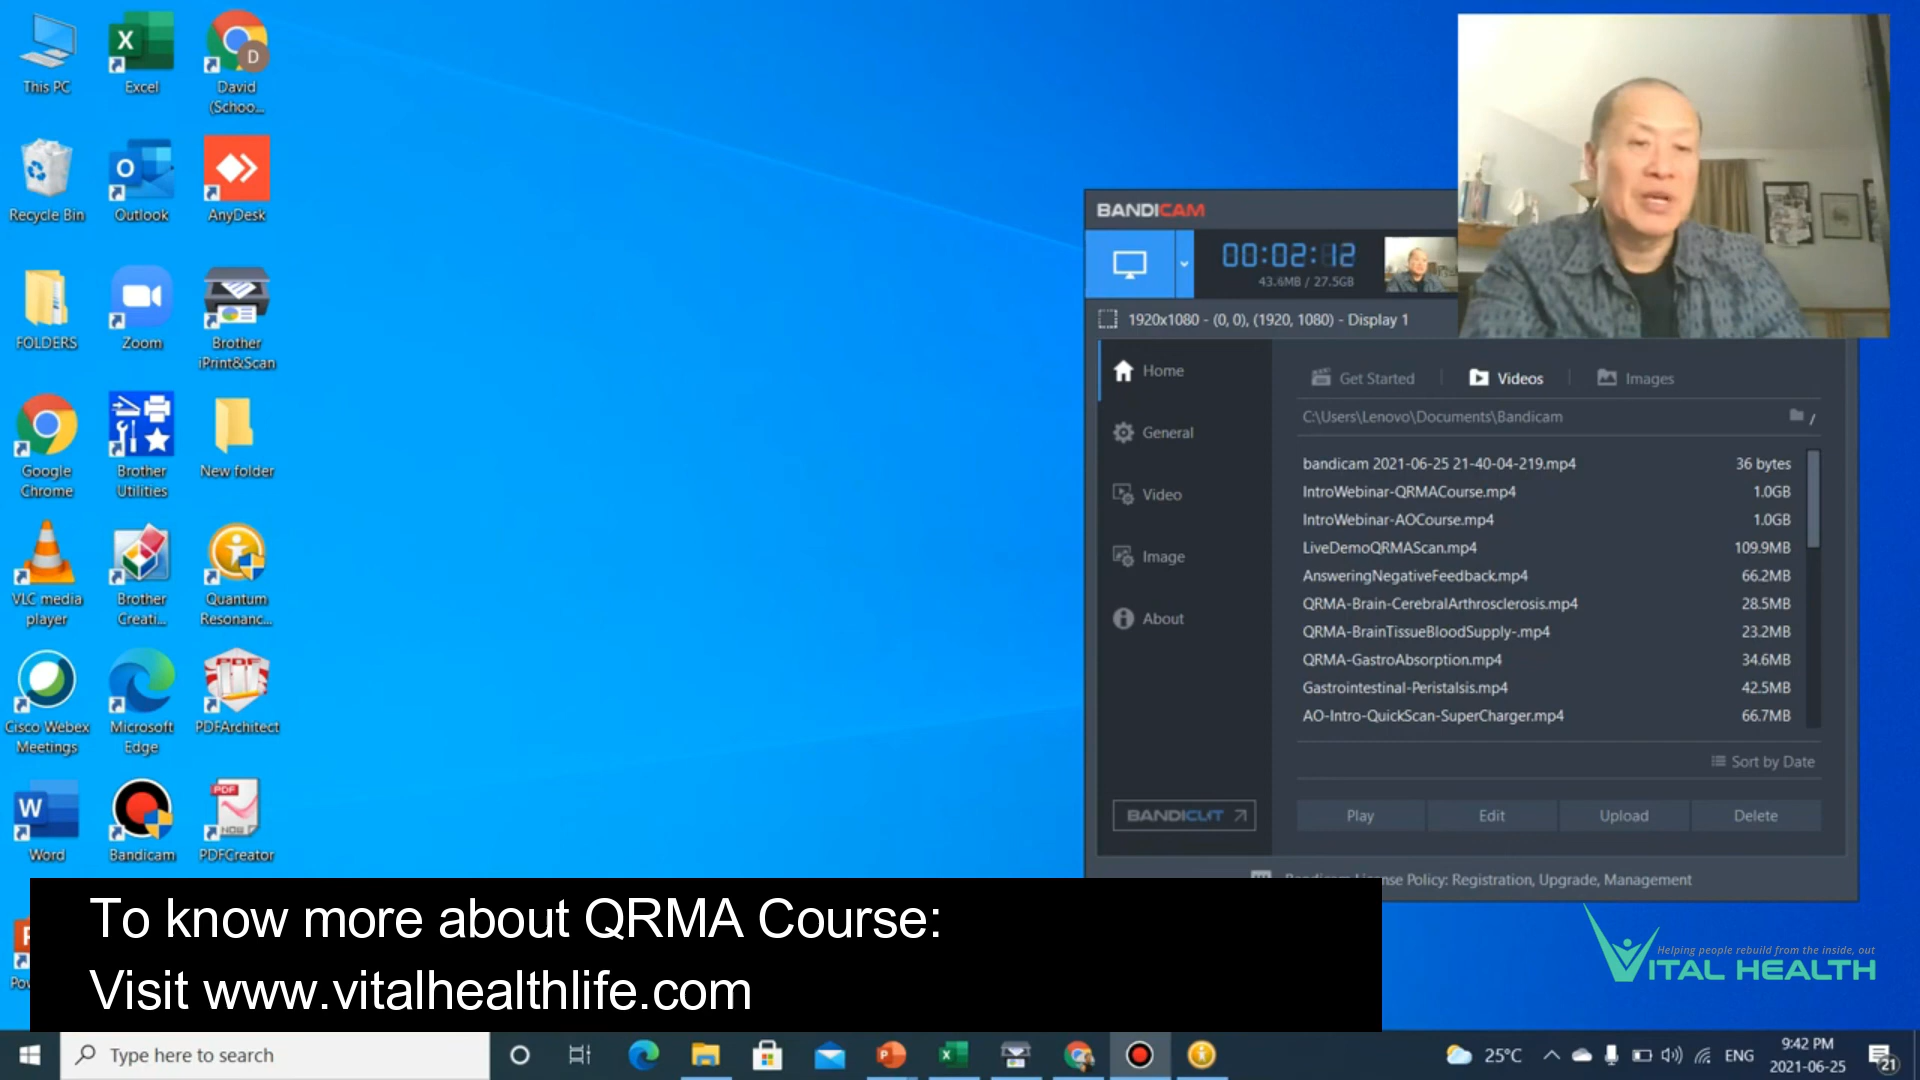 This PC
Excel
David
(Schoo...
Recycle Bin
Outlook
AnyDesk
FOLDERS
Zoom
Brother
iPrint&Scan
Google
Chrome
Brother
Utilities
New folder
VLC media
player
Brother
Creati...
Quantum
Resonanc...
Cisco Webex
Meetings
Microsoft
Edge
PDFArchitect
Word
Bandicam
PDFCreator
BANDICAM
00:02:12
43.6MB / 27.5GB
1920x1080 - (0, 0), (1920, 1080) - Display 1
Home
General
Video
Image
About
BANDICUT
Get Started
Videos
Images
C:\Users\Lenovo\Documents\Bandicam
bandicam 2021-06-25 21-40-04-219.mp4 36 bytes
IntroWebinar-QRMACourse.mp4 1.0GB
IntroWebinar-AOCourse.mp4 1.0GB
LiveDemoQRMAScan.mp4 109.9MB
AnsweringNegativeFeedback.mp4 66.2MB
QRMA-Brain-CerebralArthrosclerosis.mp4 28.5MB
QRMA-BrainTissueBloodSupply-.mp4 23.2MB
QRMA-GastroAbsorption.mp4 34.6MB
Gastrointestinal-Peristalsis.mp4 42.5MB
AO-Intro-QuickScan-SuperCharger.mp4 66.7MB
Sort by Date
Play Edit Upload Delete
Policy: Registration, Upgrade, Management
To know more about QRMA Course:
Visit www.vitalhealthlife.com
Helping people rebuild from the inside, out
VITAL HEALTH
Type here to search
25°C
ENG
9:42 PM
2021-06-25
21